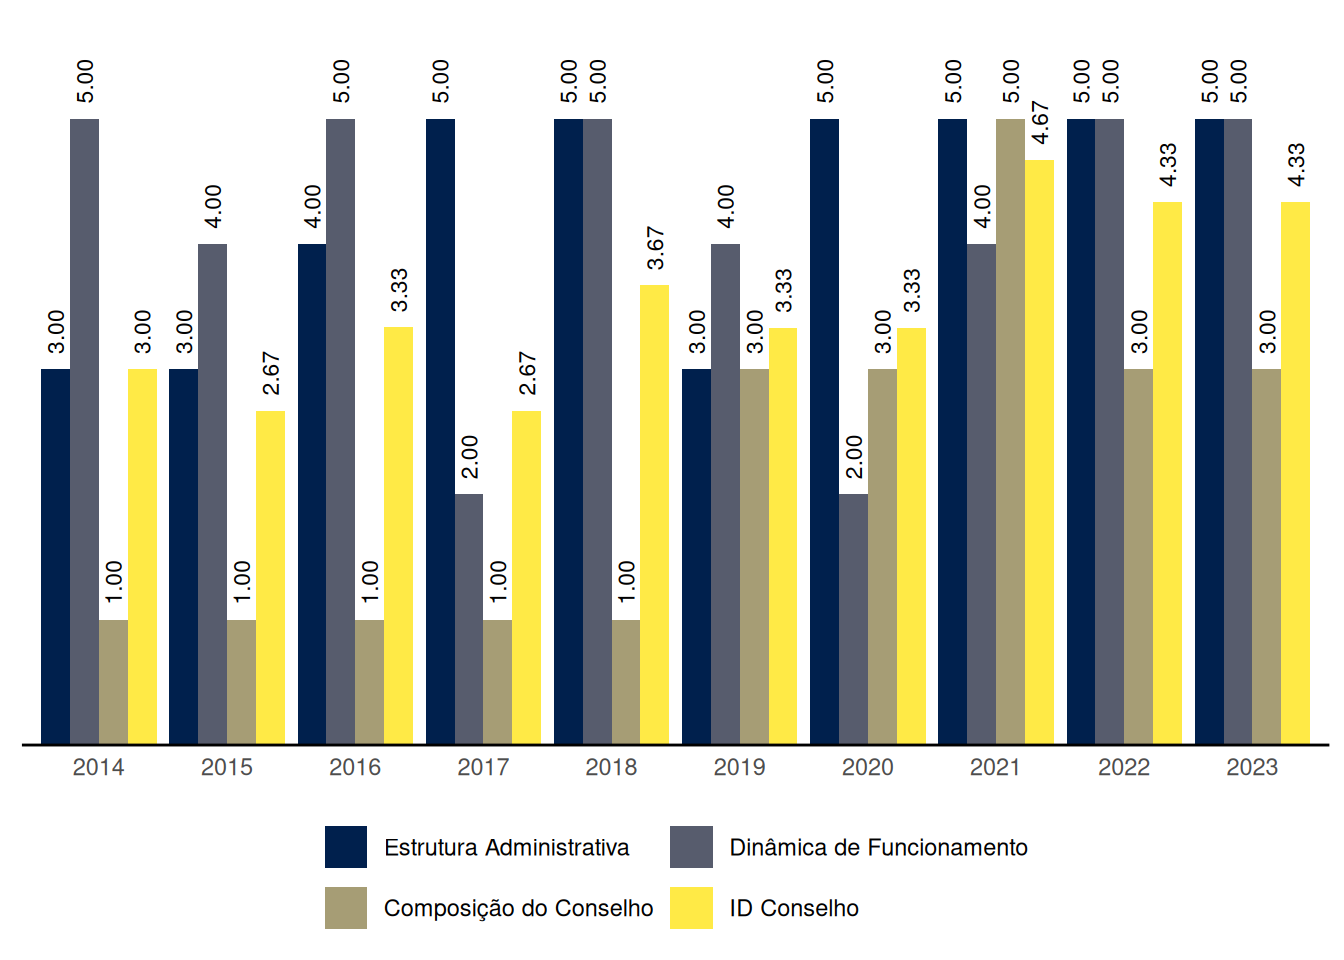 3.00 5.00 1.00 3.00
3.00 4.00 1.00 2.67
4.00 5.00 1.00 3.33
5.00 2.00 1.00 2.67
5.00 5.00 1.00 3.67
3.00 4.00 3.00 3.33
5.00 2.00 3.00 3.33
5.00 4.00 5.00 4.67
5.00 5.00 3.00 4.33
5.00 5.00 3.00 4.33
2014 2015 2016 2017 2018 2019 2020 2021 2022 2023
Estrutura Administrativa Dinâmica de Funcionamento
Composição do Conselho ID Conselho